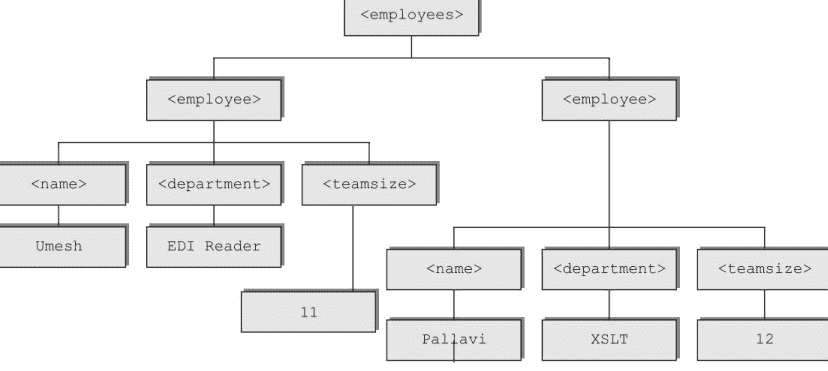 <employees>
<employee> <employee>
<name> <department> <teamsize>
Umesh EDI Reader
<name> <department> <teamsize>
11
Pallavi XSLT 12